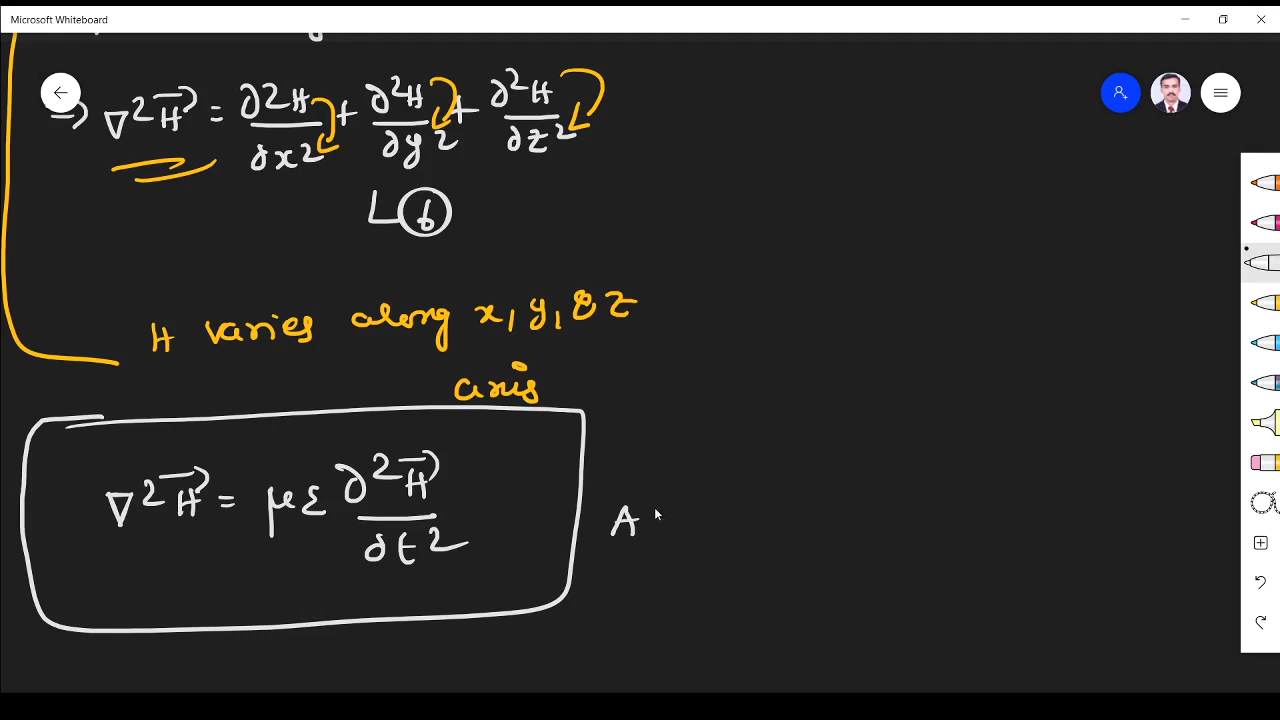 Microsoft Whiteboard
⇒ ∇²H⃗ = ∂²H/∂x² + ∂²H/∂y² + ∂²H/∂z²
6
H varies along x, y, & z
axis
∇²H⃗ = με ∂²H⃗/∂t²
A